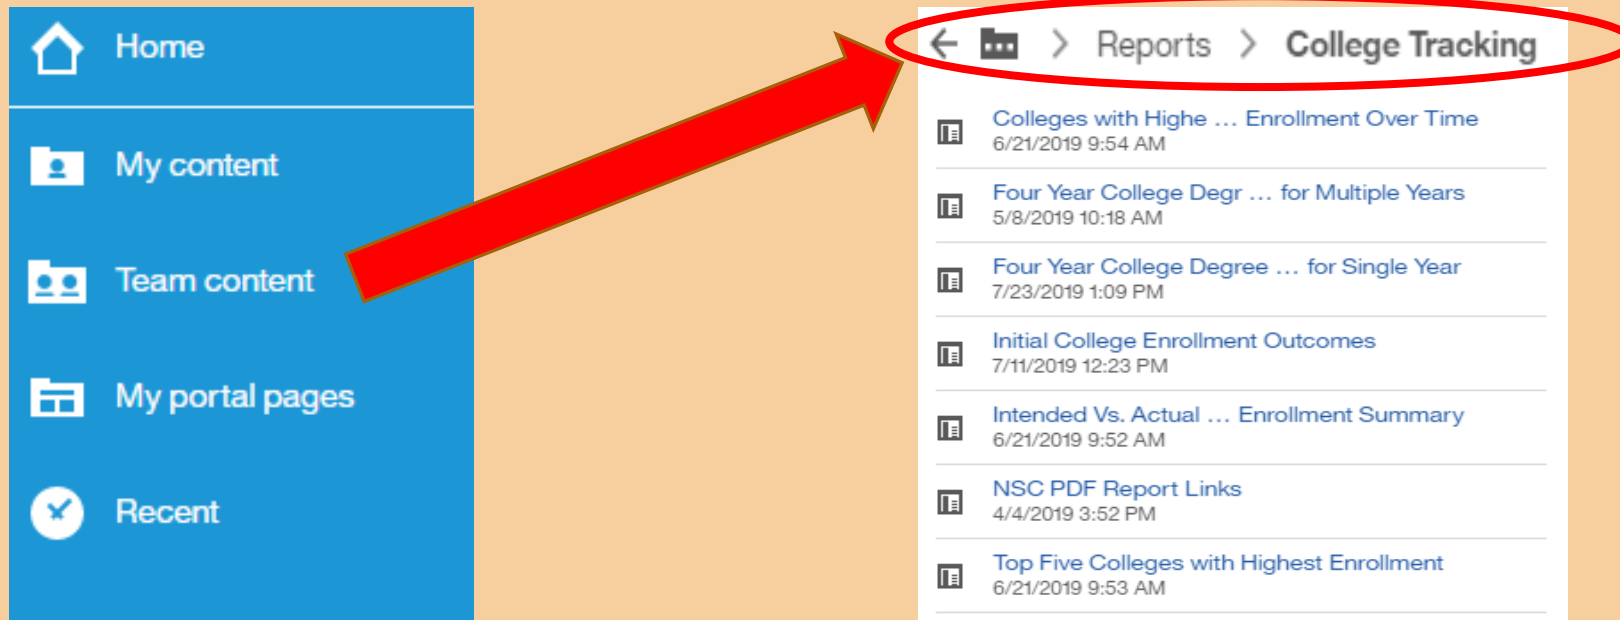 Home
My content
Team content
My portal pages
Recent
Reports > College Tracking
Colleges with Highe ... Enrollment Over Time
6/21/2019 9:54 AM
Four Year College Degr ... for Multiple Years
5/8/2019 10:18 AM
Four Year College Degree ... for Single Year
7/23/2019 1:09 PM
Initial College Enrollment Outcomes
7/11/2019 12:23 PM
Intended Vs. Actual ... Enrollment Summary
6/21/2019 9:52 AM
NSC PDF Report Links
4/4/2019 3:52 PM
Top Five Colleges with Highest Enrollment
6/21/2019 9:53 AM